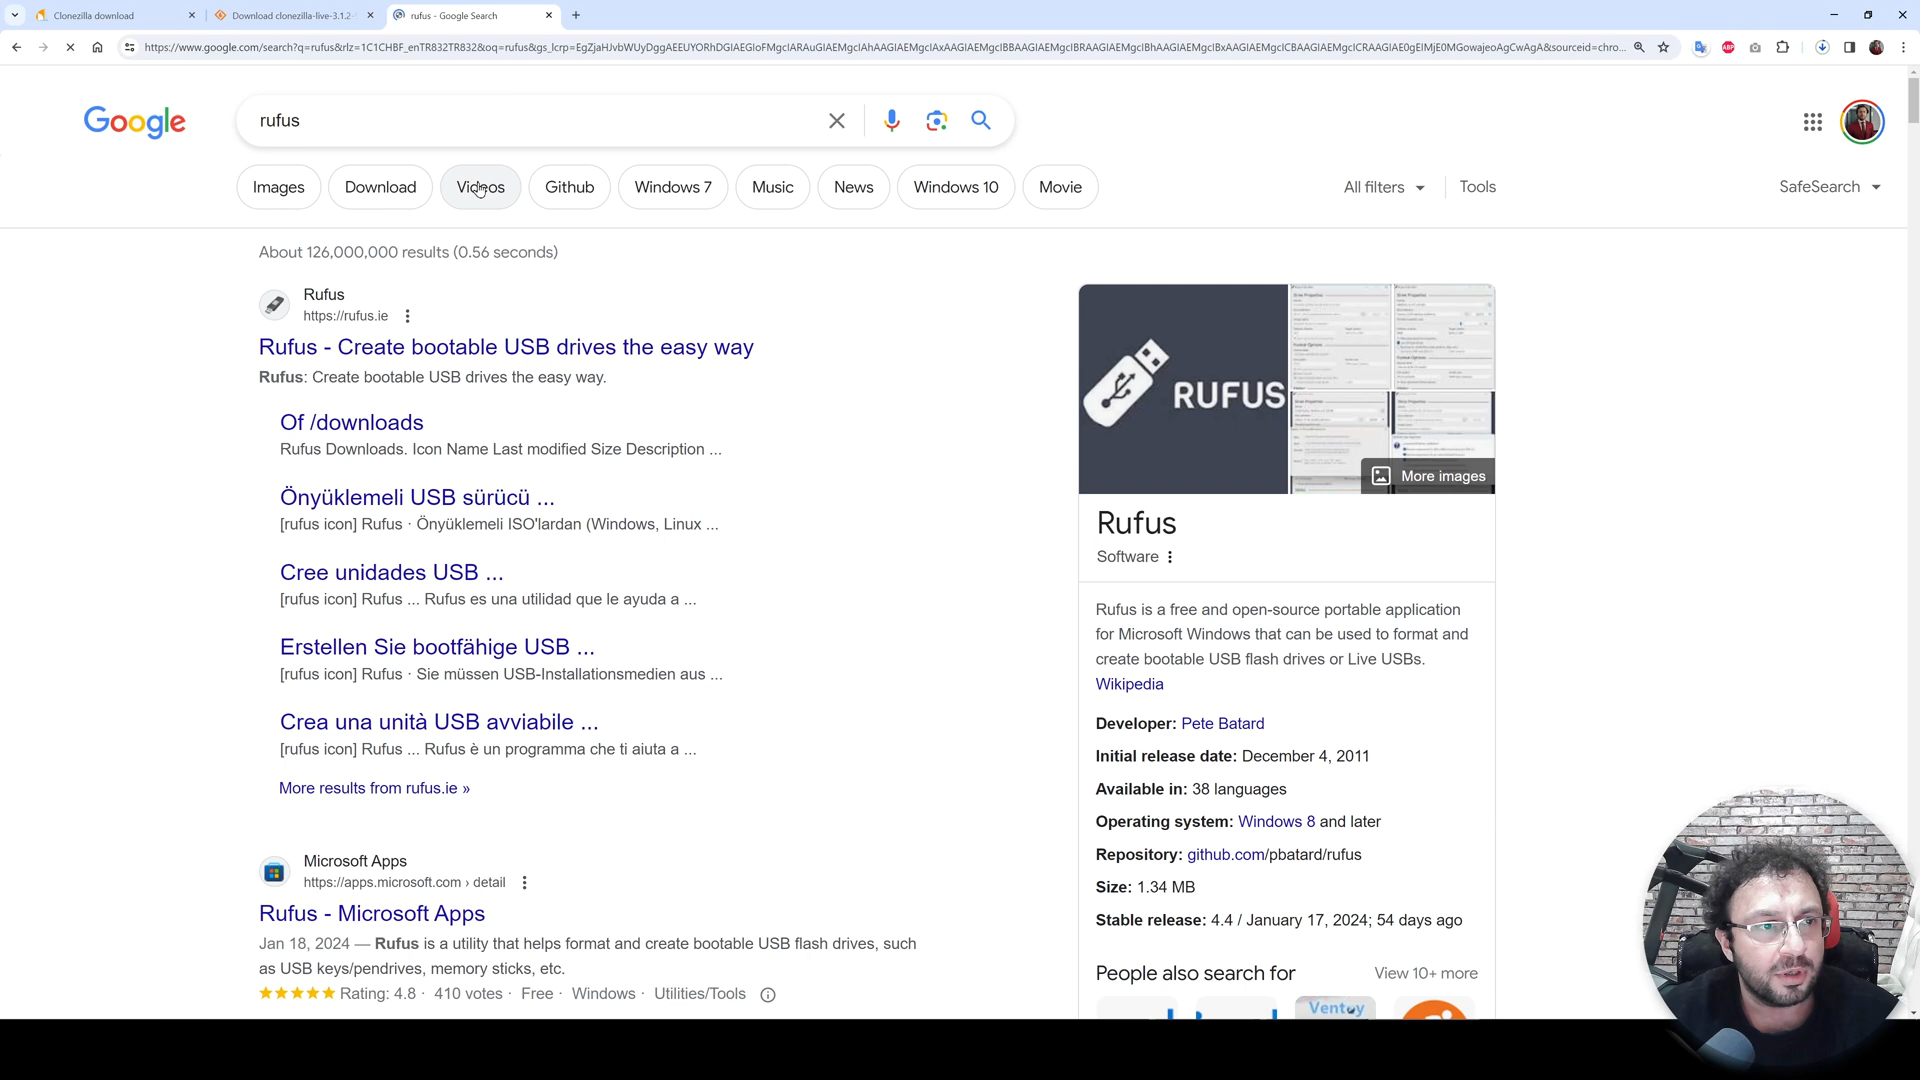 Clonezilla download
Download clonezilla-live-3.1.2-
rufus - Google Search
https://www.google.com/search?q=rufus&rlz=1C1CHBF_enTR832TR832&oq=rufus&gs_lcrp=
Google
rufus
Images
Download
Videos
Github
Windows 7
Music
News
Windows 10
Movie
All filters
Tools
SafeSearch
About 126,000,000 results (0.56 seconds)
Rufus
https://rufus.ie
Rufus - Create bootable USB drives the easy way
Rufus: Create bootable USB drives the easy way.
Of /downloads
Rufus Downloads. Icon Name Last modified Size Description ...
Önyüklemeli USB sürücü ...
[rufus icon] Rufus · Önyüklemeli ISO'lardan (Windows, Linux ...
Cree unidades USB ...
[rufus icon] Rufus ... Rufus es una utilidad que le ayuda a ...
Erstellen Sie bootfähige USB ...
[rufus icon] Rufus · Sie müssen USB-Installationsmedien aus ...
Crea una unità USB avviabile ...
[rufus icon] Rufus ... Rufus è un programma che ti aiuta a ...
More results from rufus.ie »
Microsoft Apps
https://apps.microsoft.com › detail
Rufus - Microsoft Apps
Jan 18, 2024 — Rufus is a utility that helps format and create bootable USB flash drives, such
as USB keys/pendrives, memory sticks, etc.
Rating: 4.8 · 410 votes · Free · Windows · Utilities/Tools
RUFUS
More images
Rufus
Software
Rufus is a free and open-source portable application
for Microsoft Windows that can be used to format and
create bootable USB flash drives or Live USBs.
Wikipedia
Developer: Pete Batard
Initial release date: December 4, 2011
Available in: 38 languages
Operating system: Windows 8 and later
Repository: github.com/pbatard/rufus
Size: 1.34 MB
Stable release: 4.4 / January 17, 2024; 54 days ago
People also search for
View 10+ more
Ventoy